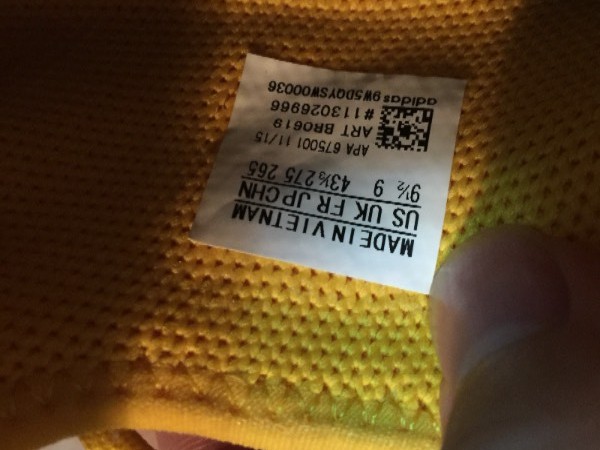 MADE IN VIETNAM
US UK FR JP CHN
9½ 9 43⅓ 275 265
APA 675001 11/15
ART BR0619
#113026966
adidas 9W5DQYSW00036